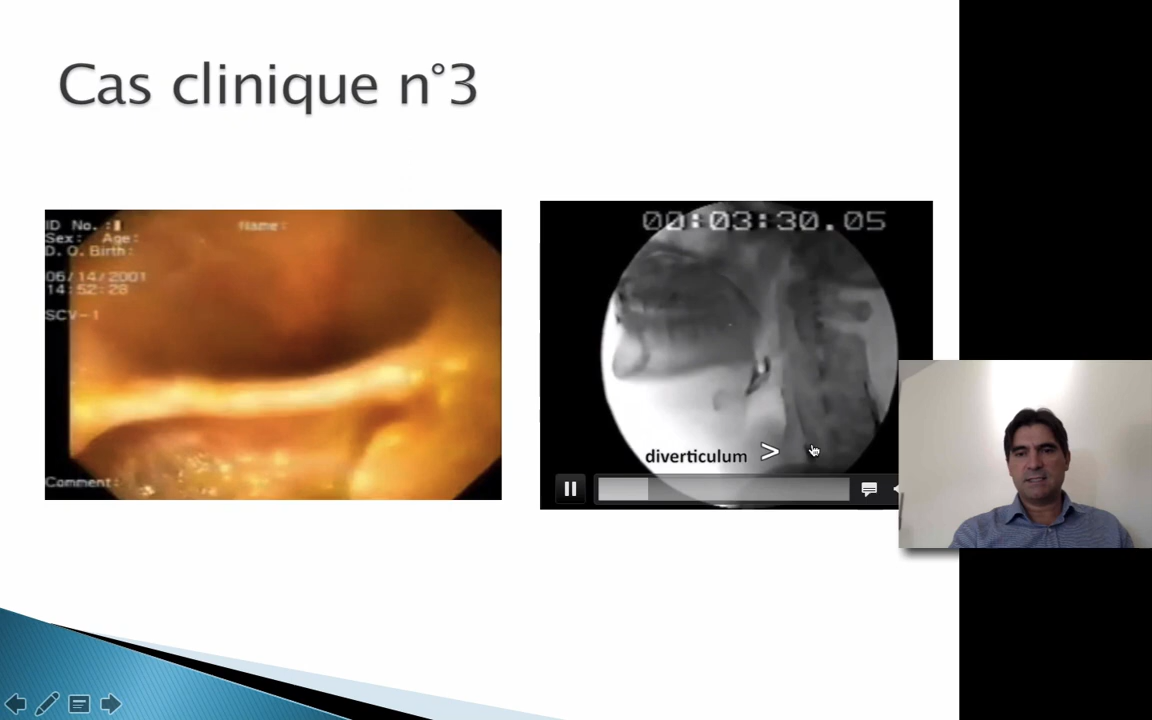 Cas clinique n°3
ID No. :
Name:
Sex: Age:
D. O. Birth:
06/14/2001
14:52:28
SCV-1
Comment:
00:03:30.05
diverticulum >